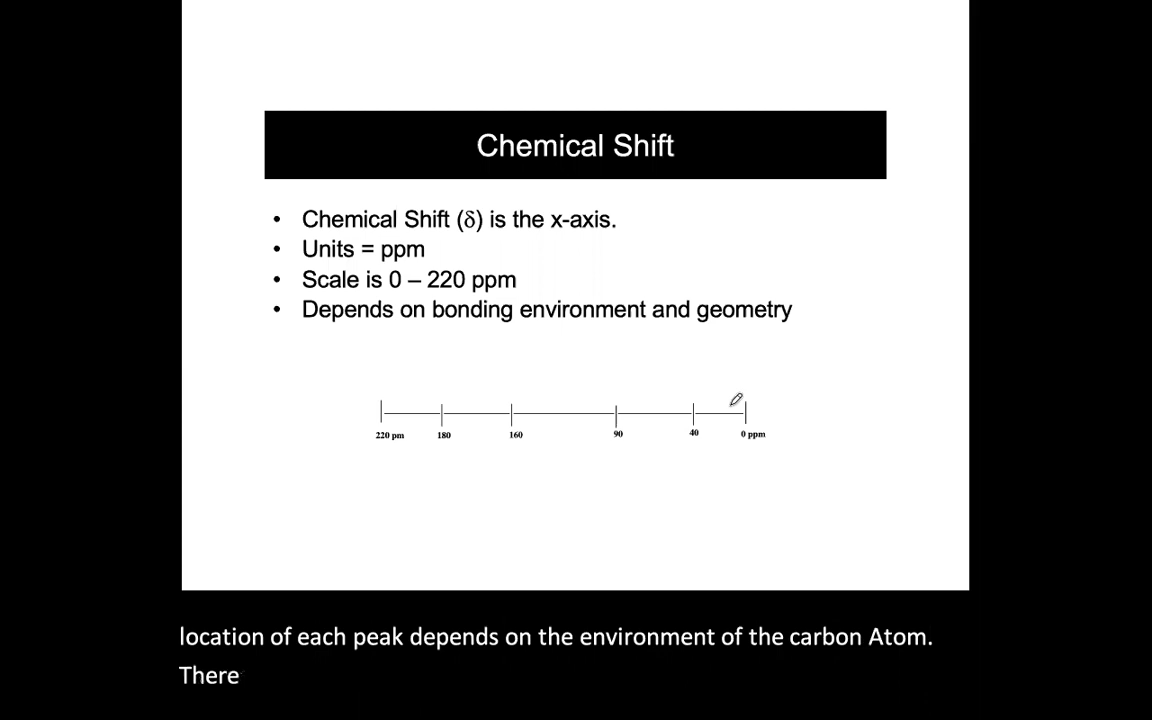 Chemical Shift
• Chemical Shift (δ) is the x-axis.
• Units = ppm
• Scale is 0 – 220 ppm
• Depends on bonding environment and geometry
220 pm 180 160 90 40 0 ppm
location of each peak depends on the environment of the carbon Atom.
There